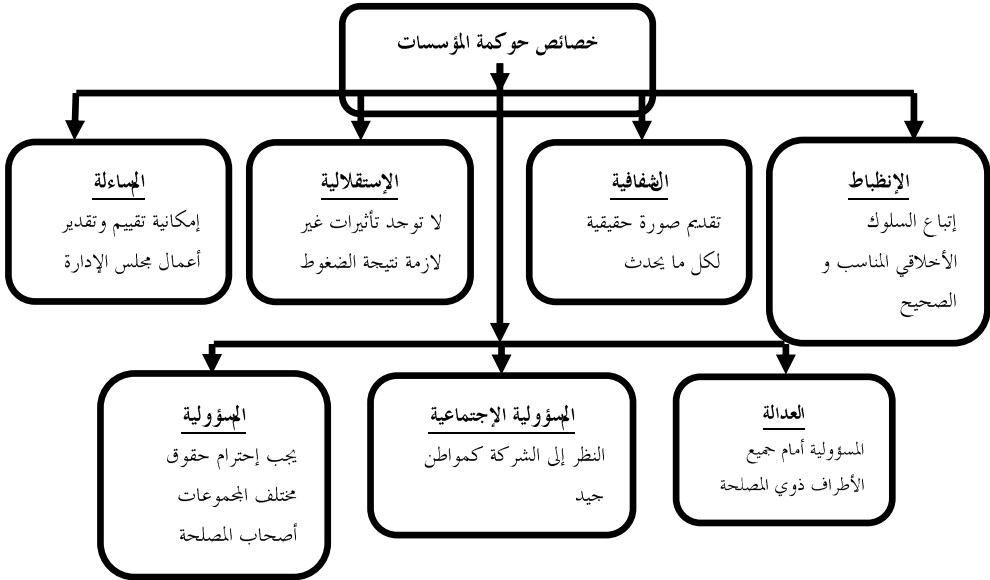 خصائص حوكمة المؤسسات
الإنظباط
إتباع السلوك
الأخلاقي المناسب و
الصحيح
الشفافية
تقديم صورة حقيقية
لكل ما يحدث
الإستقلالية
لا توجد تأثيرات غير
لازمة نتيجة الضغوط
المساءلة
إمكانية تقييم وتقدير
أعمال مجلس الإدارة
العدالة
المسؤولية أمام جميع
الأطراف ذوي المصلحة
المسؤولية الإجتماعية
النظر إلى الشركة كمواطن
جيد
المسؤولية
يجب إحترام حقوق
مختلف المجموعات
أصحاب المصلحة